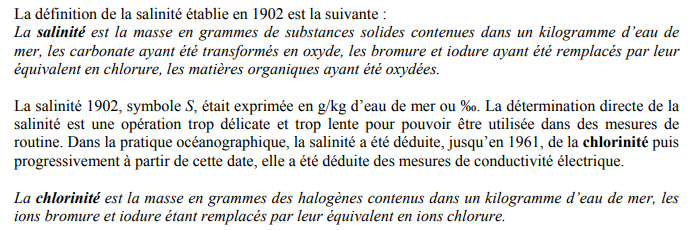 La définition de la salinité établie en 1902 est la suivante :
La salinité est la masse en grammes de substances solides contenues dans un kilogramme d’eau de
mer, les carbonate ayant été transformés en oxyde, les bromure et iodure ayant été remplacés par leur
équivalent en chlorure, les matières organiques ayant été oxydées.
La salinité 1902, symbole S, était exprimée en g/kg d’eau de mer ou ‰. La détermination directe de la
salinité est une opération trop délicate et trop lente pour pouvoir être utilisée dans des mesures de
routine. Dans la pratique océanographique, la salinité a été déduite, jusqu’en 1961, de la chlorinité puis
progressivement à partir de cette date, elle a été déduite des mesures de conductivité électrique.
La chlorinité est la masse en grammes des halogènes contenus dans un kilogramme d’eau de mer, les
ions bromure et iodure étant remplacés par leur équivalent en ions chlorure.